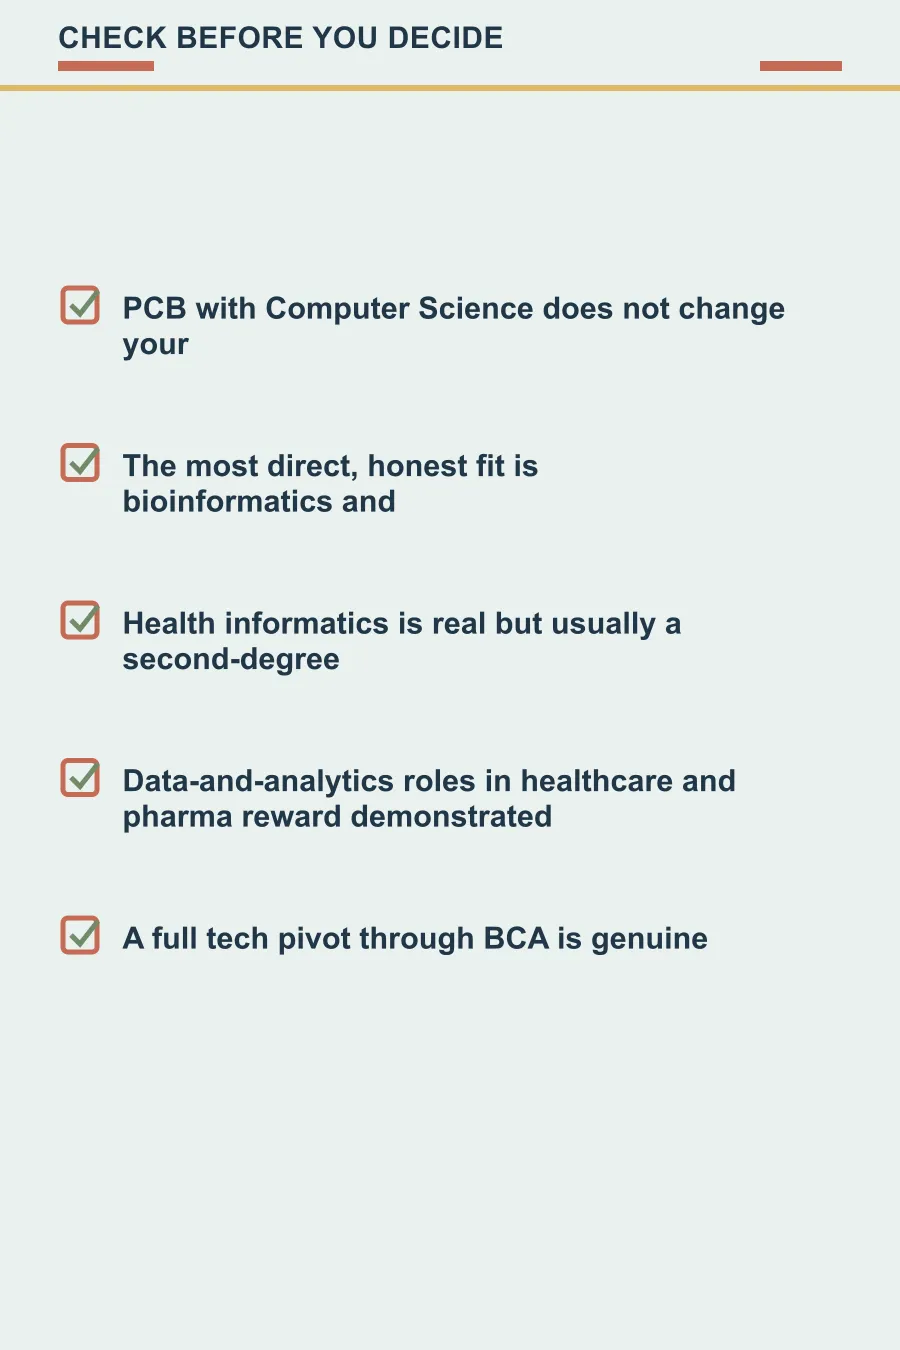 CHECK BEFORE YOU DECIDE
PCB with Computer Science does not change
your
The most direct, honest fit is
bioinformatics and
Health informatics is real but usually a
second-degree
Data-and-analytics roles in healthcare and
pharma reward demonstrated
A full tech pivot through BCA is genuine